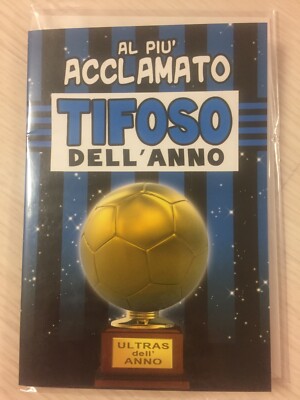 AL PIU'
ACCLAMATO
TIFOSO
DELL'ANNO
ULTRAS
dell'
ANNO